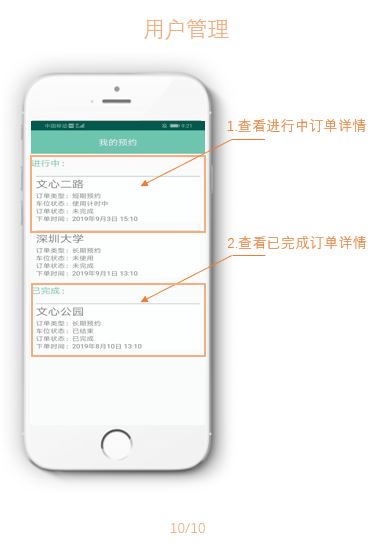 用户管理
中国移动
9:21
我的预约
进行中：
文心二路
订单类型：短期预约
车位状态：使用计时中
订单状态：未完成
下单时间：2019年9月3日 15:10
深圳大学
订单类型：长期预约
车位状态：未使用
订单状态：未完成
下单时间：2019年9月1日 13:10
已完成：
文心公园
订单类型：长期预约
车位状态：已结束
订单状态：已完成
下单时间：2019年8月10日 13:10
1.查看进行中订单详情
2.查看已完成订单详情
10/10